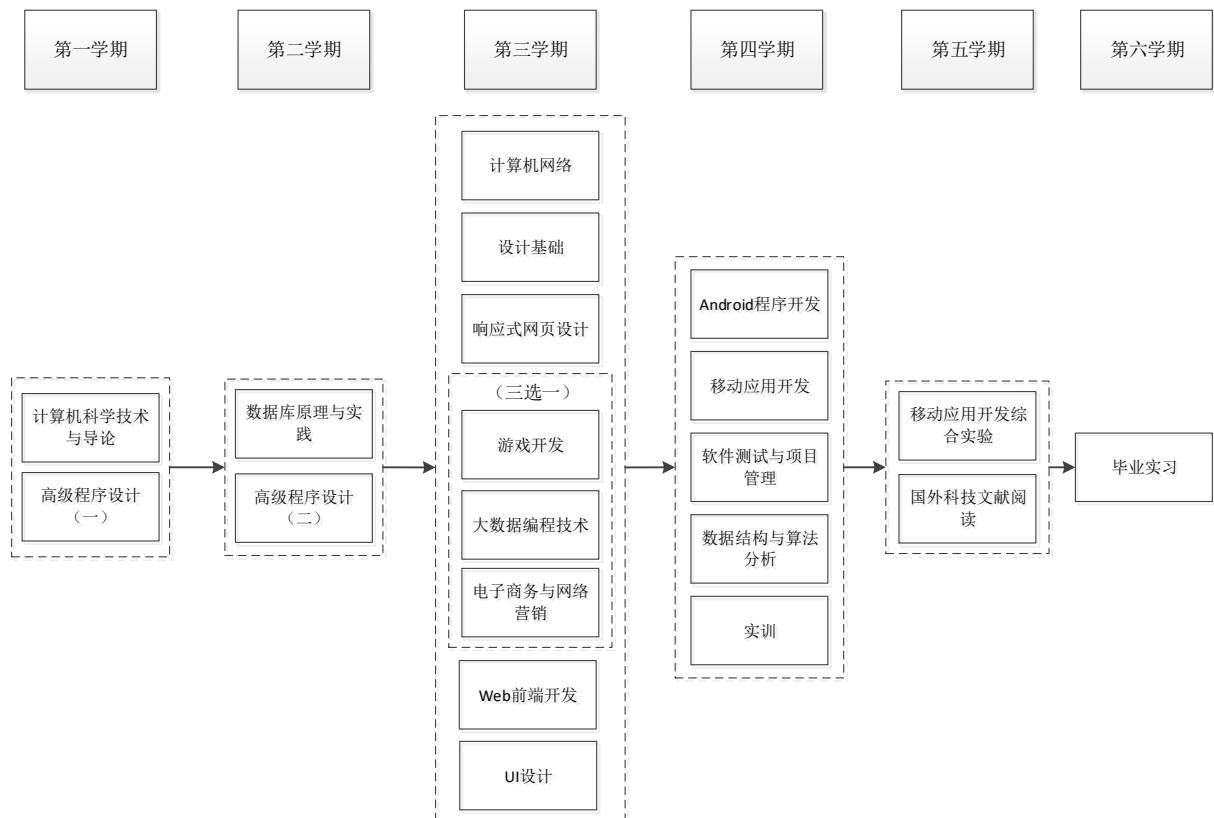 第一学期
第二学期
第三学期
第四学期
第五学期
第六学期
计算机科学技术
与导论
高级程序设计
（一）
数据库原理与实
践
高级程序设计
（二）
计算机网络
设计基础
响应式网页设计
（三选一）
游戏开发
大数据编程技术
电子商务与网络
营销
Web前端开发
UI设计
Android程序开发
移动应用开发
软件测试与项目
管理
数据结构与算法
分析
实训
移动应用开发综
合实验
国外科技文献阅
读
毕业实习